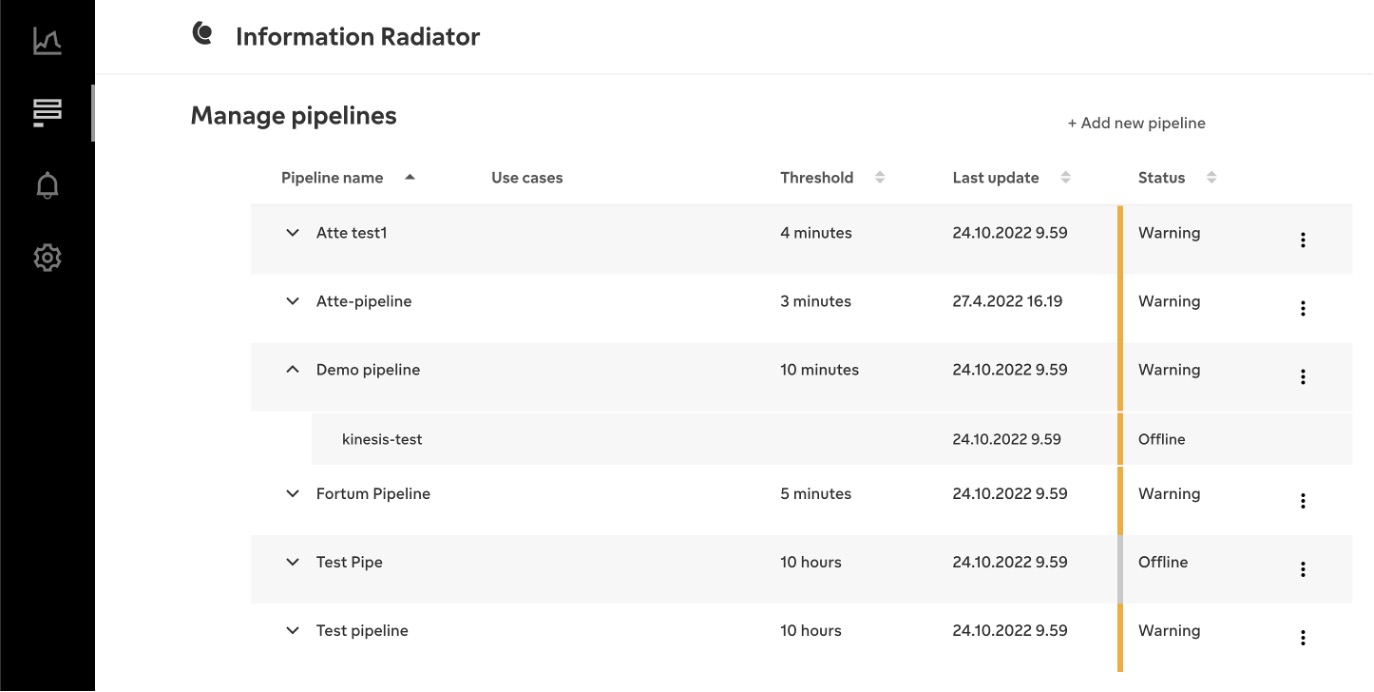 Information Radiator
Manage pipelines
+ Add new pipeline
Pipeline name Use cases Threshold Last update Status
Atte test1 4 minutes 24.10.2022 9.59 Warning
Atte-pipeline 3 minutes 27.4.2022 16.19 Warning
Demo pipeline 10 minutes 24.10.2022 9.59 Warning
kinesis-test 24.10.2022 9.59 Offline
Fortum Pipeline 5 minutes 24.10.2022 9.59 Warning
Test Pipe 10 hours 24.10.2022 9.59 Offline
Test pipeline 10 hours 24.10.2022 9.59 Warning